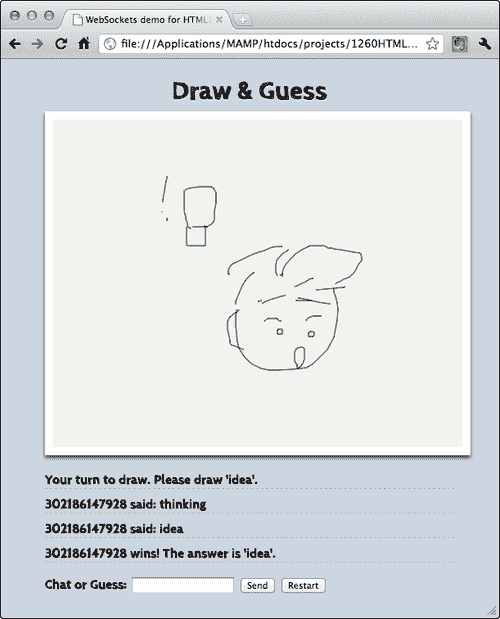 WebSockets demo for HTML
file:///Applications/MAMP/htdocs/projects/1260HTML...
Draw & Guess
!
Your turn to draw. Please draw 'idea'.
302186147928 said: thinking
302186147928 said: idea
302186147928 wins! The answer is 'idea'.
Chat or Guess: Send Restart